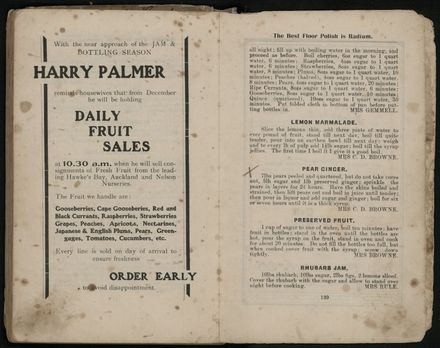 With the near approach of the JAM &
BOTTLING SEASON
HARRY PALMER
reminds housewives that from December
he will be holding
DAILY
FRUIT
SALES
at 10.30 a.m. when he will sell con-
signments of Fresh Fruit from the lead-
ing Hawke's Bay, Auckland and Nelson
Nurseries.
The Fruit we handle are:
Gooseberries, Cape Gooseberries, Red and
Black Currants, Raspberries, Strawberries
Grapes, Peaches, Apricots, Nectarines,
Japanese & English Plums, Pears, Green-
gages, Tomatoes, Cucumbers, etc.
Every line is sold on day of arrival to
ensure freshness
ORDER EARLY
to avoid disappointment.
The Best Floor Polish is Radium.
all night; fill up with boiling water in the morning, and
proceed as before. Boil cherries, 6ozs sugar to 1 quart
water, 6 minutes; Raspberries, 4ozs sugar to 1 quart
water, 6 minutes; Strawberries, 8ozs sugar to 1 quart
water, 8 minutes; Plums, 8ozs sugar to 1 quart water, 10
minutes; Peaches (halved), 8ozs sugar to 1 quart water,
8 minutes; Pears, 6ozs sugar to 1 quart water, 20 minutes;
Ripe Currants, 8ozs sugar to 1 quart water, 6 minutes;
Gooseberries, 8ozs sugar to 1 quart water, 10 minutes;
Quince (quartered), 10ozs sugar to 1 quart water, 30
minutes. Put folded cloth in bottom of pan before put-
ting bottles in.
MRS GEMMELL.
LEMON MARMALADE.
Slice the lemons thin, add three pints of water to
every pound of fruit, stand till next day, boil till quite
tender, pour into an earthen bowl till next day; weigh
and to every lb of pulp add 1½lb sugar; boil till the syrup
jellies. The first time I boil it I give it a good boil.
MRS C. D. BROWNE.
PEAR GINGER.
7lbs pears peeled and quartered, but do not take cores
out, 5lb sugar and 1lb preserved ginger; sprinkle the
pears in layers for 24 hours. Have the skins boiled and
strained, then lift pears out and boil in juice until tender;
then pour in liquor and add sugar and ginger; boil for six
or seven hours until it is a thick syrup.
MRS C. D. BROWNE.
PRESERVED FRUIT.
1 cup of sugar to one of water, boil ten minutes; have
fruit in bottles; stand in the oven until the bottles are
hot, pour the syrup on the fruit, stand in oven and cook
for about 20 minutes. Do not fill the bottles too full, but
when cooked cover fruit with the warm syrup; screw
tightly.
MRS BROWNE.
RHUBARB JAM.
10lbs rhubarb, 10lbs sugar, 2lbs figs, 2 lemons sliced.
Cover the rhubarb with the sugar and allow to stand over
night before cooking.
MRS RULE.
139